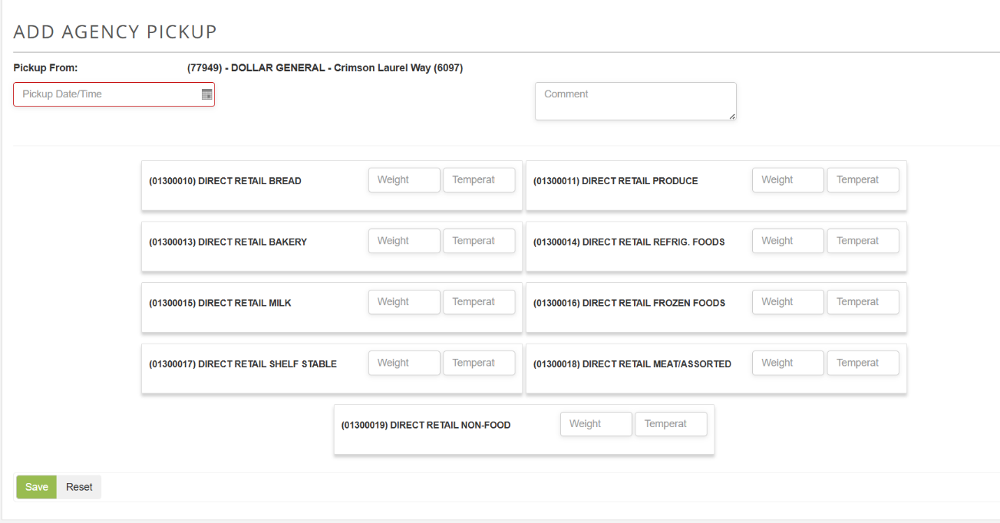 ADD AGENCY PICKUP
Pickup From: (77949) - DOLLAR GENERAL - Crimson Laurel Way (6097)
Pickup Date/Time Comment
(01300010) DIRECT RETAIL BREAD Weight Temperat (01300011) DIRECT RETAIL PRODUCE Weight Temperat
(01300013) DIRECT RETAIL BAKERY Weight Temperat (01300014) DIRECT RETAIL REFRIG. FOODS Weight Temperat
(01300015) DIRECT RETAIL MILK Weight Temperat (01300016) DIRECT RETAIL FROZEN FOODS Weight Temperat
(01300017) DIRECT RETAIL SHELF STABLE Weight Temperat (01300018) DIRECT RETAIL MEAT/ASSORTED Weight Temperat
(01300019) DIRECT RETAIL NON-FOOD Weight Temperat
Save Reset